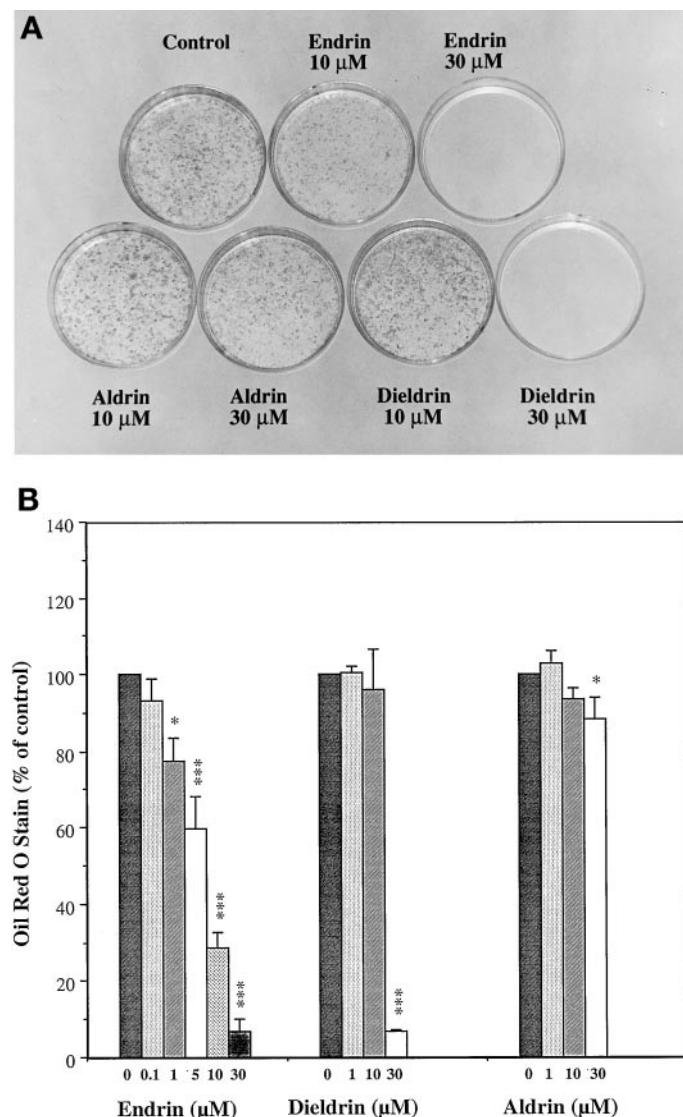 A
Control
Endrin
10 μM
Endrin
30 μM
Aldrin
10 μM
Aldrin
30 μM
Dieldrin
10 μM
Dieldrin
30 μM
B
140
120
100
80
60
40
20
0
Oil Red O Stain (% of control)
*
***
***
***
***
*
0 0.1 1 5 10 30
0 1 10 30
0 1 10 30
Endrin (μM)
Dieldrin (μM)
Aldrin (μM)